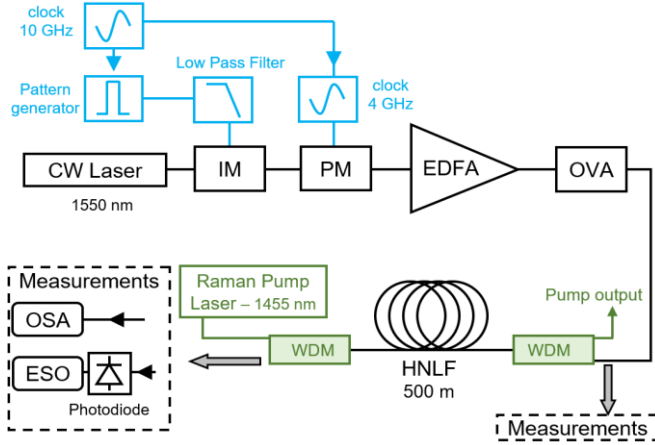 clock
10 GHz
Pattern
generator
Low Pass Filter
clock
4 GHz
CW Laser
1550 nm
IM
PM
EDFA
OVA
Measurements
OSA
ESO
Photodiode
Raman Pump
Laser – 1455 nm
WDM
HNLF
500 m
Pump output
WDM
Measurements